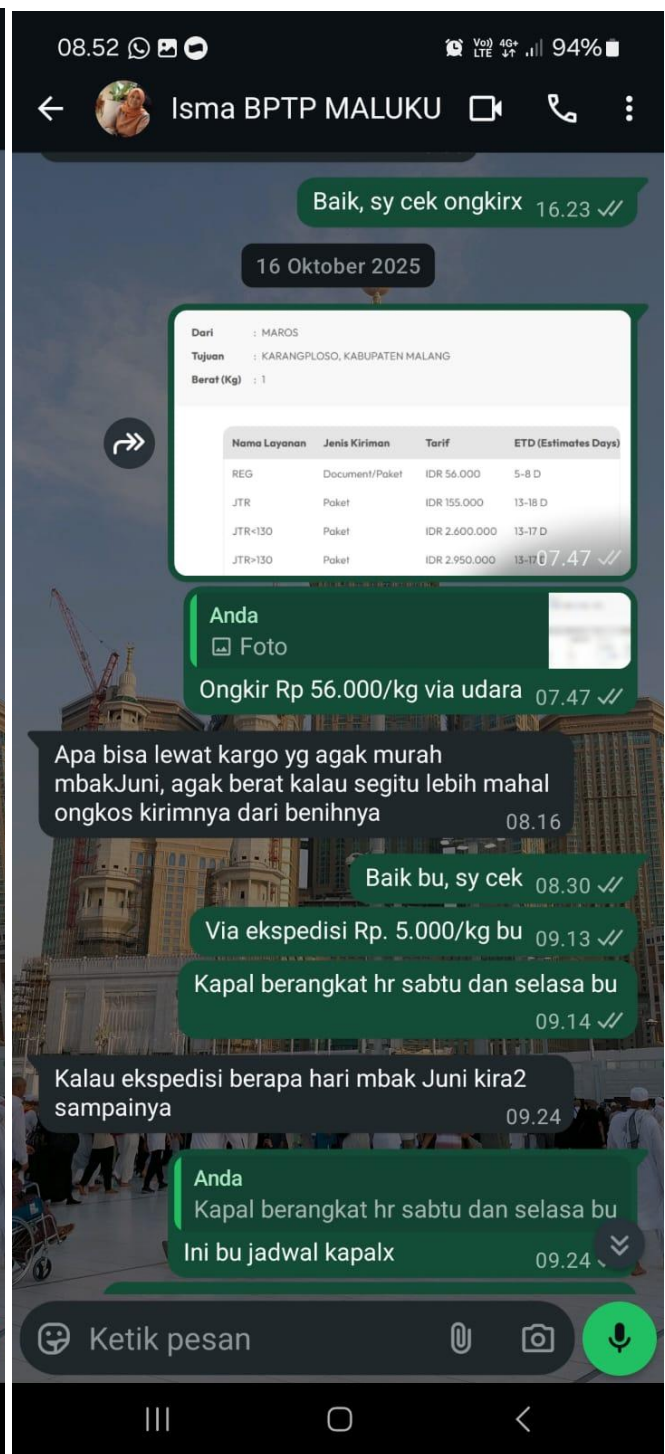 08.52
Vo) 4G+
LTE 94%
Isma BPTP MALUKU
Baik, sy cek ongkirx 16.23
16 Oktober 2025
Dari : MAROS
Tujuan : KARANGPLOSO, KABUPATEN MALANG
Berat (Kg) : 1
Nama Layanan Jenis Kiriman Tarif ETD (Estimates Days)
REG Document/Paket IDR 56.000 5-8 D
JTR Paket IDR 155.000 13-18 D
JTR<130 Paket IDR 2.600.000 13-17 D
JTR>130 Paket IDR 2.950.000 13-17
07.47
Anda
Foto
Ongkir Rp 56.000/kg via udara 07.47
Apa bisa lewat kargo yg agak murah
mbakJuni, agak berat kalau segitu lebih mahal
ongkos kirimnya dari benihnya
08.16
Baik bu, sy cek 08.30
Via ekspedisi Rp. 5.000/kg bu 09.13
Kapal berangkat hr sabtu dan selasa bu
09.14
Kalau ekspedisi berapa hari mbak Juni kira2
sampainya
09.24
Anda
Kapal berangkat hr sabtu dan selasa bu
Ini bu jadwal kapalx 09.24
Ketik pesan